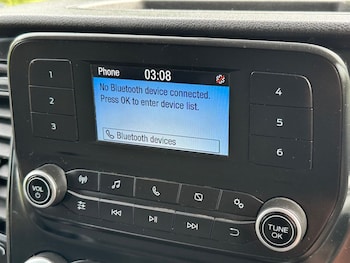 Phone 03:08
No Bluetooth device connected.
Press OK to enter device list.
Bluetooth devices
1
2
3
4
5
6
VOL
TUNE
OK